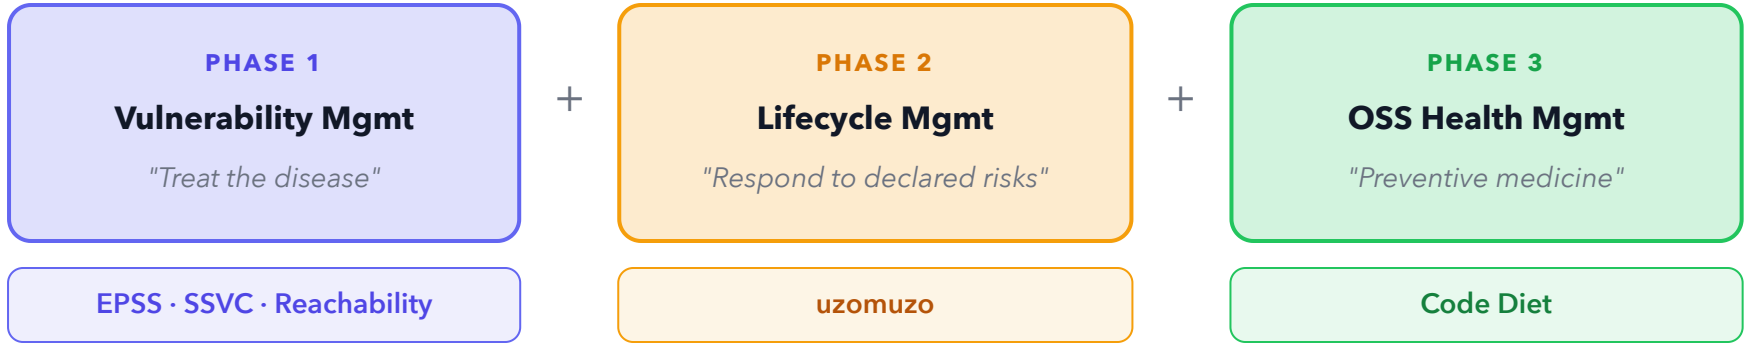 PHASE 1
Vulnerability Mgmt
"Treat the disease"
EPSS · SSVC · Reachability
+
PHASE 2
Lifecycle Mgmt
"Respond to declared risks"
uzomuzo
+
PHASE 3
OSS Health Mgmt
"Preventive medicine"
Code Diet